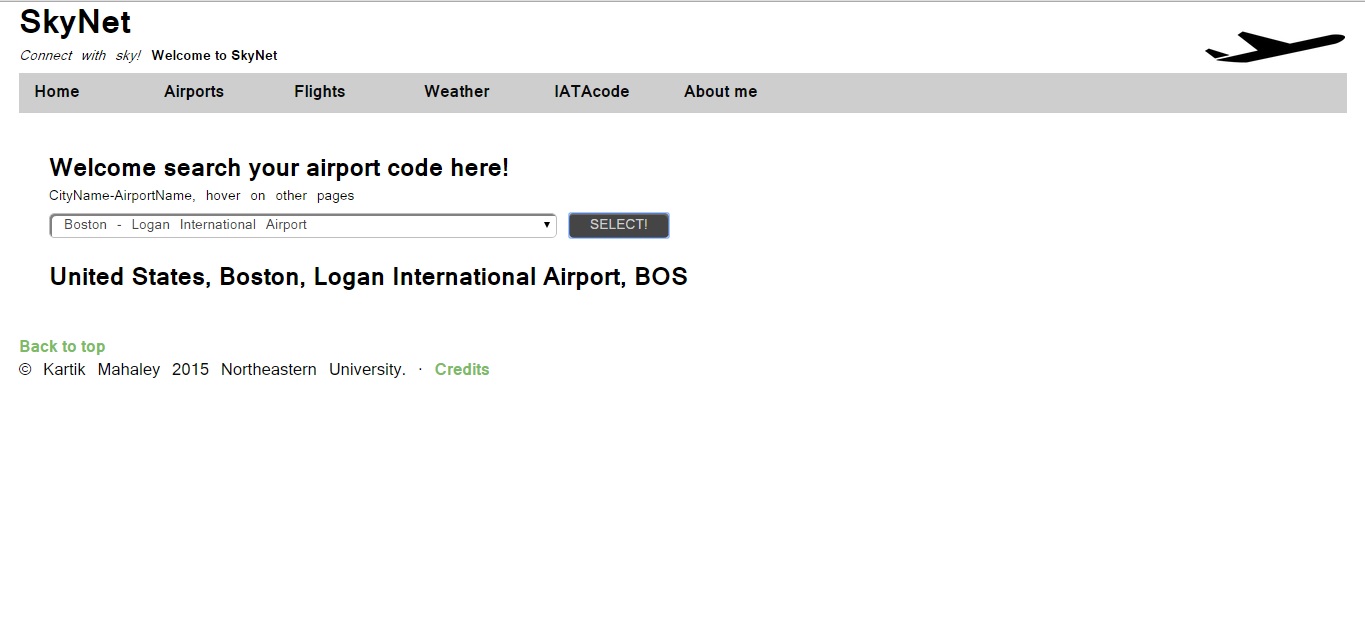 SkyNet
Connect with sky! Welcome to SkyNet
Home Airports Flights Weather IATAcode About me
Welcome search your airport code here!
CityName-AirportName, hover on other pages
Boston - Logan International Airport SELECT!
United States, Boston, Logan International Airport, BOS
Back to top
© Kartik Mahaley 2015 Northeastern University. · Credits